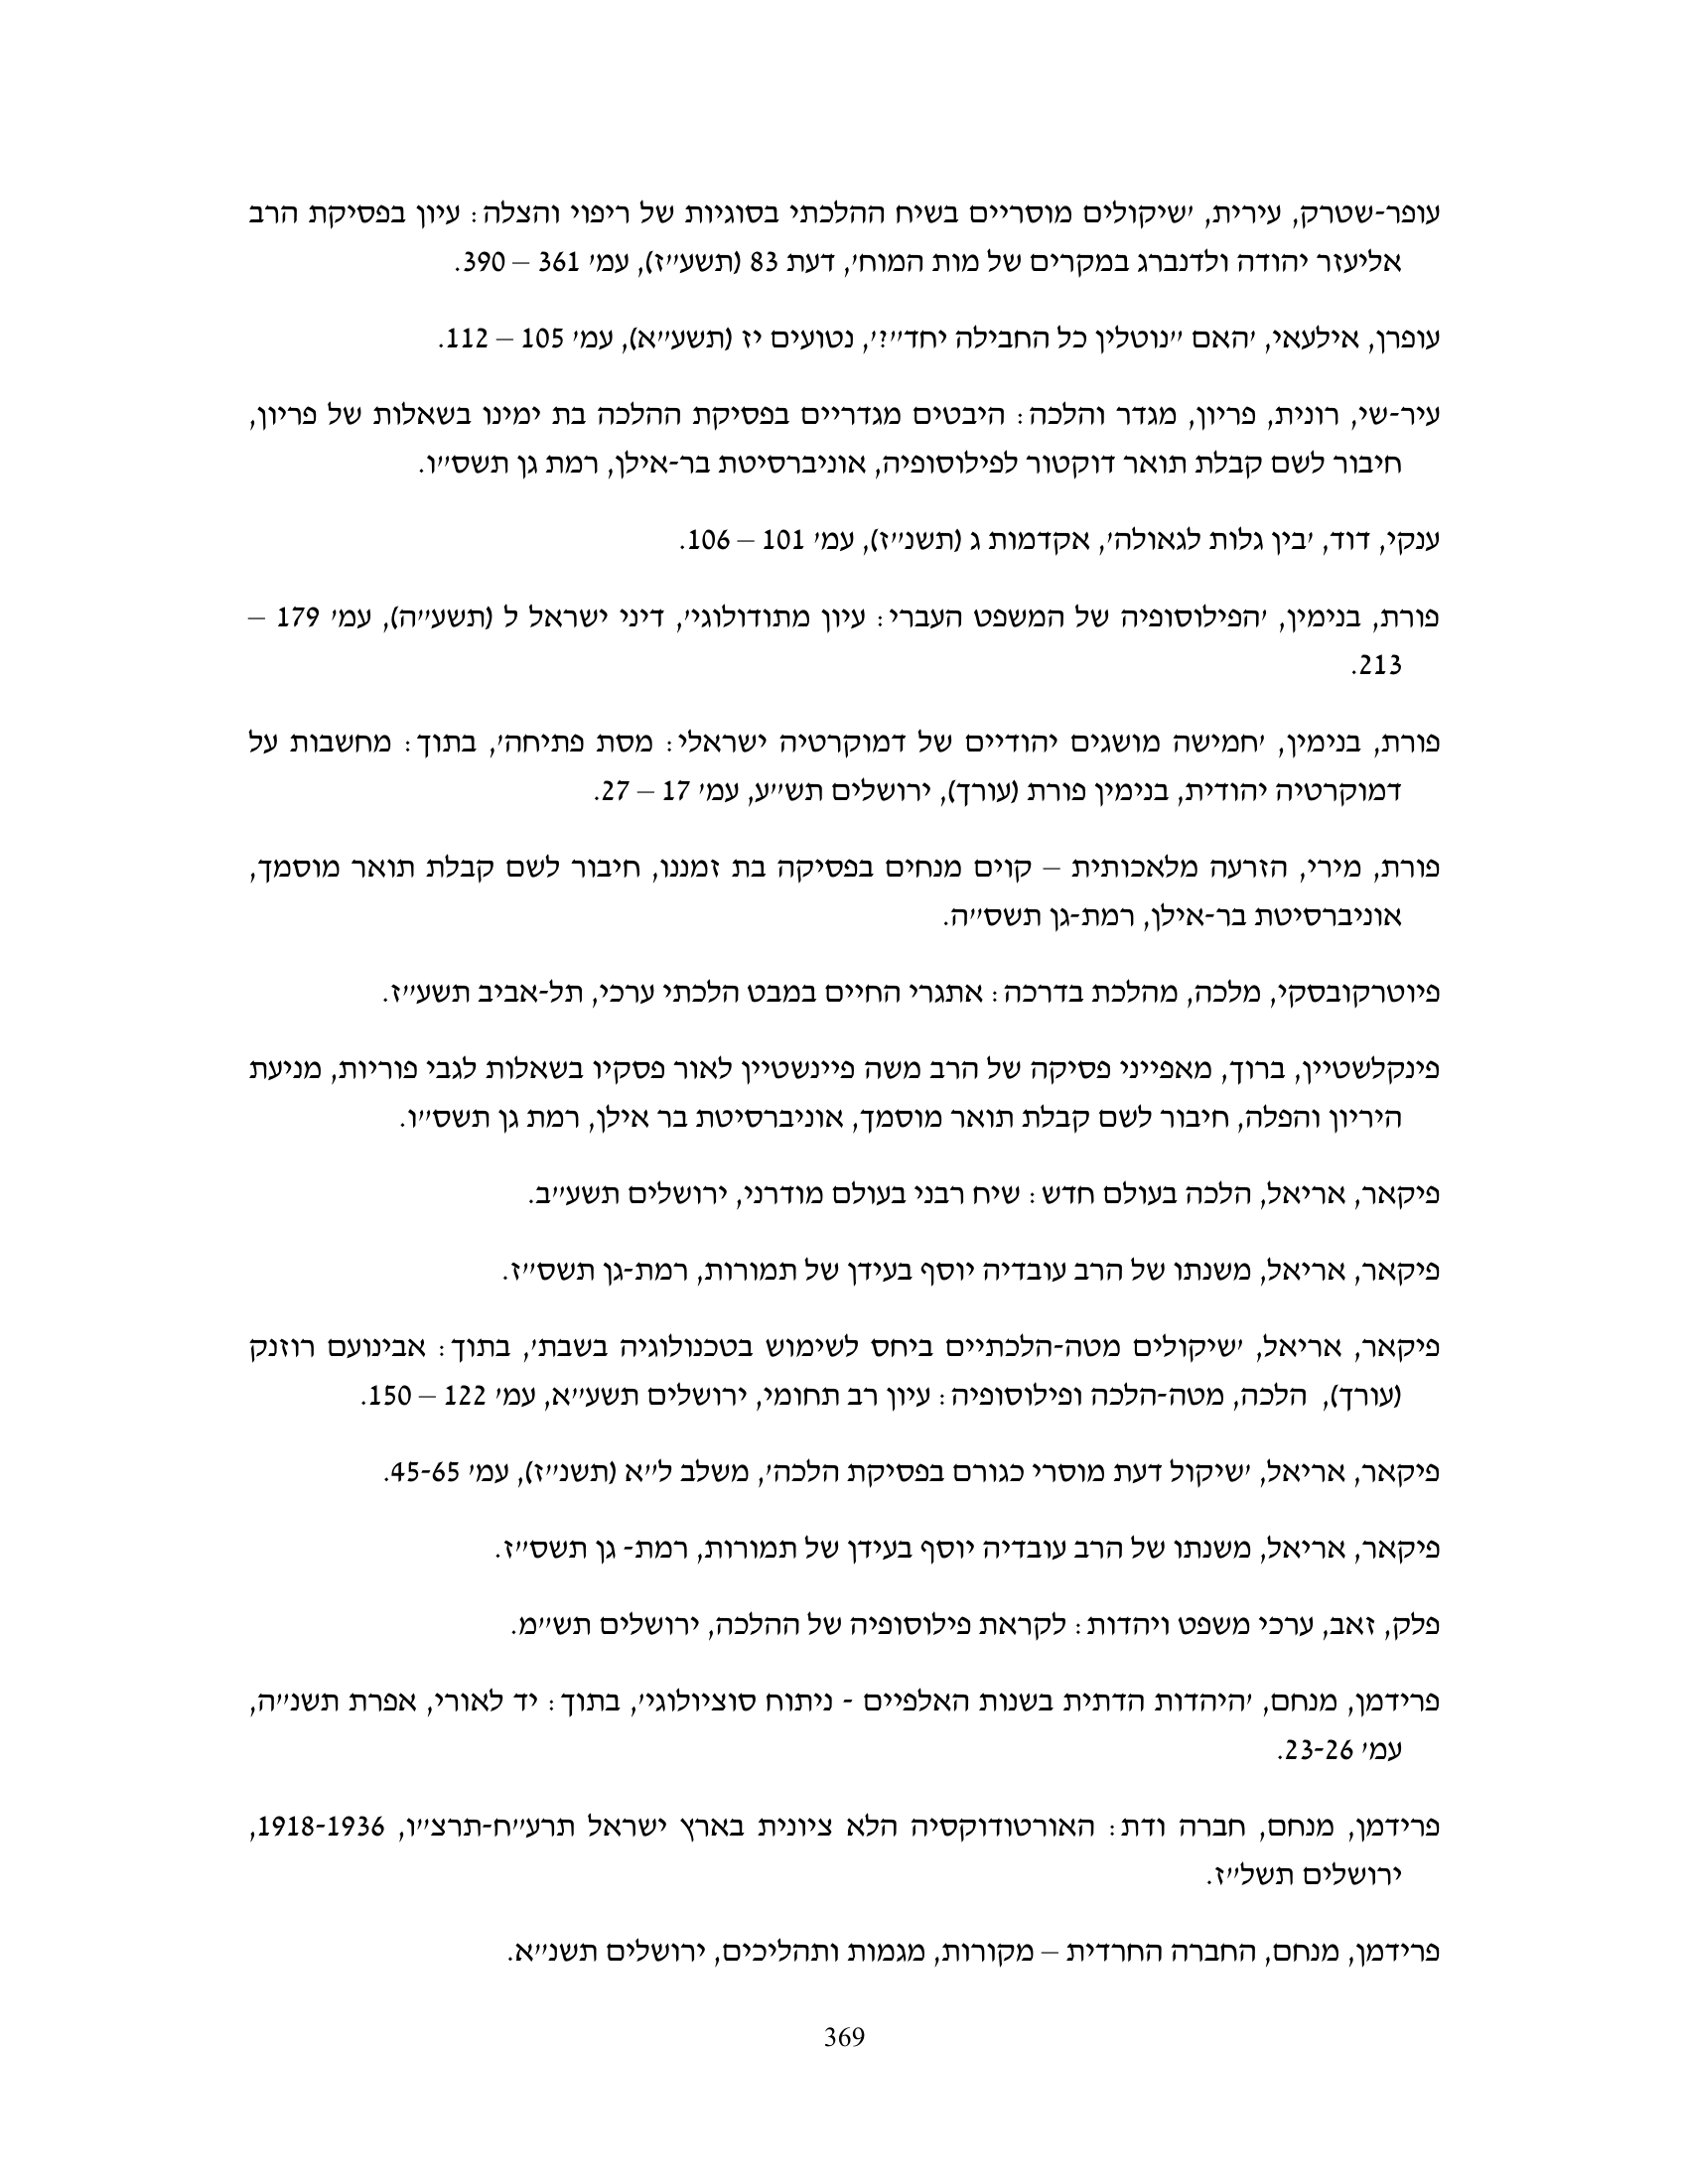 עופר-שטרק, עירית, 'שיקולים מוסריים בשיח ההלכתי בסוגיות של ריפוי והצלה: עיון בפסיקת הרב
אליעזר יהודה ולדנברג במקרים של מות המוח', דעת 83 (תשע"ז), עמ' 361 – 390.
עופרן, אילעאי, 'האם "נוטלין כל החבילה יחד"?', נטועים יז (תשע"א), עמ' 105 – 112.
עיר-שי, רונית, פריון, מגדר והלכה: היבטים מגדריים בפסיקת ההלכה בת ימינו בשאלות של פריון,
חיבור לשם קבלת תואר דוקטור לפילוסופיה, אוניברסיטת בר-אילן, רמת גן תשס"ו.
ענקי, דוד, 'בין גלות לגאולה', אקדמות ג (תשנ"ז), עמ' 101 – 106.
פורת, בנימין, 'הפילוסופיה של המשפט העברי: עיון מתודולוגי', דיני ישראל ל (תשע"ה), עמ' 179 –
213.
פורת, בנימין, 'חמישה מושגים יהודיים של דמוקרטיה ישראלי: מסת פתיחה', בתוך: מחשבות על
דמוקרטיה יהודית, בנימין פורת (עורך), ירושלים תש"ע, עמ' 17 – 27.
פורת, מירי, הזרעה מלאכותית – קוים מנחים בפסיקה בת זמננו, חיבור לשם קבלת תואר מוסמך,
אוניברסיטת בר-אילן, רמת-גן תשס"ה.
פיוטרקובסקי, מלכה, מהלכת בדרכה: אתגרי החיים במבט הלכתי ערכי, תל-אביב תשע"ז.
פינקלשטיין, ברוך, מאפייני פסיקה של הרב משה פיינשטיין לאור פסקיו בשאלות לגבי פוריות, מניעת
היריון והפלה, חיבור לשם קבלת תואר מוסמך, אוניברסיטת בר אילן, רמת גן תשס"ו.
פיקאר, אריאל, הלכה בעולם חדש: שיח רבני בעולם מודרני, ירושלים תשע"ב.
פיקאר, אריאל, משנתו של הרב עובדיה יוסף בעידן של תמורות, רמת-גן תשס"ז.
פיקאר, אריאל, 'שיקולים מטה-הלכתיים ביחס לשימוש בטכנולוגיה בשבת', בתוך: אבינועם רוזנק
(עורך), הלכה, מטה-הלכה ופילוסופיה: עיון רב תחומי, ירושלים תשע"א, עמ' 122 – 150.
פיקאר, אריאל, 'שיקול דעת מוסרי כגורם בפסיקת הלכה', משלב ל"א (תשנ"ז), עמ' 45-65.
פיקאר, אריאל, משנתו של הרב עובדיה יוסף בעידן של תמורות, רמת- גן תשס"ז.
פלק, זאב, ערכי משפט ויהדות: לקראת פילוסופיה של ההלכה, ירושלים תש"מ.
פרידמן, מנחם, 'היהדות הדתית בשנות האלפיים - ניתוח סוציולוגי', בתוך: יד לאורי, אפרת תשנ"ה,
עמ' 23-26.
פרידמן, מנחם, חברה ודת: האורטודוקסיה הלא ציונית בארץ ישראל תרע"ח-תרצ"ו, 1918-1936,
ירושלים תשל"ז.
פרידמן, מנחם, החברה החרדית – מקורות, מגמות ותהליכים, ירושלים תשנ"א.
369